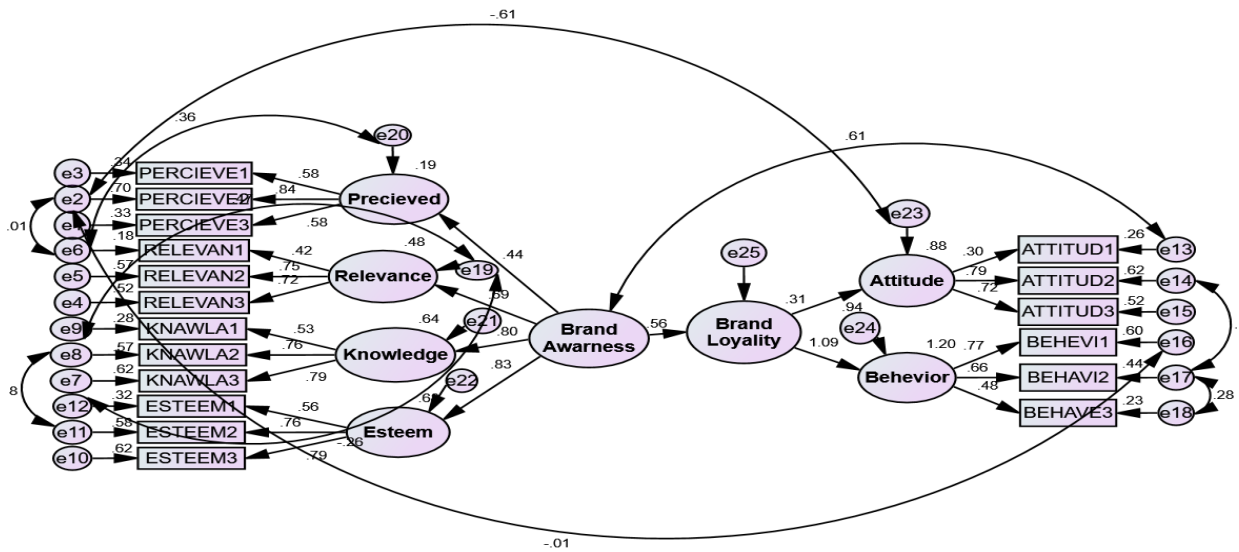 -.61
.36
.61
e20
e3
.34
PERCIEVE1
.58
.19
e2
.70
PERCIEVE2
.84
Precieved
e23
.33
PERCIEVE3
.58
.01
e6
.18
RELEVAN1
.42
.48
.44
e25
.88
.30
ATTITUD1
.26
e13
e5
.57
RELEVAN2
.75
Relevance
e19
Attitude
.79
ATTITUD2
.62
e14
e4
.52
RELEVAN3
.72
.31
.72
ATTITUD3
.52
e15
e9
.28
KNAWLA1
.53
.64
e21
.80
Brand
Awarness
.56
Brand
Loyality
.94
e24
BEHEVI1
.60
e16
e8
.57
KNAWLA2
.76
Knowledge
1.09
1.20
.77
e7
.62
KNAWLA3
.79
.83
Behevior
.66
BEHAVI2
.44
e17
8
e22
.48
.28
e12
.32
ESTEEM1
.56
BEHAVE3
.23
e18
e11
.58
ESTEEM2
.76
Esteem
e10
.62
ESTEEM3
.79
-.26
-.01